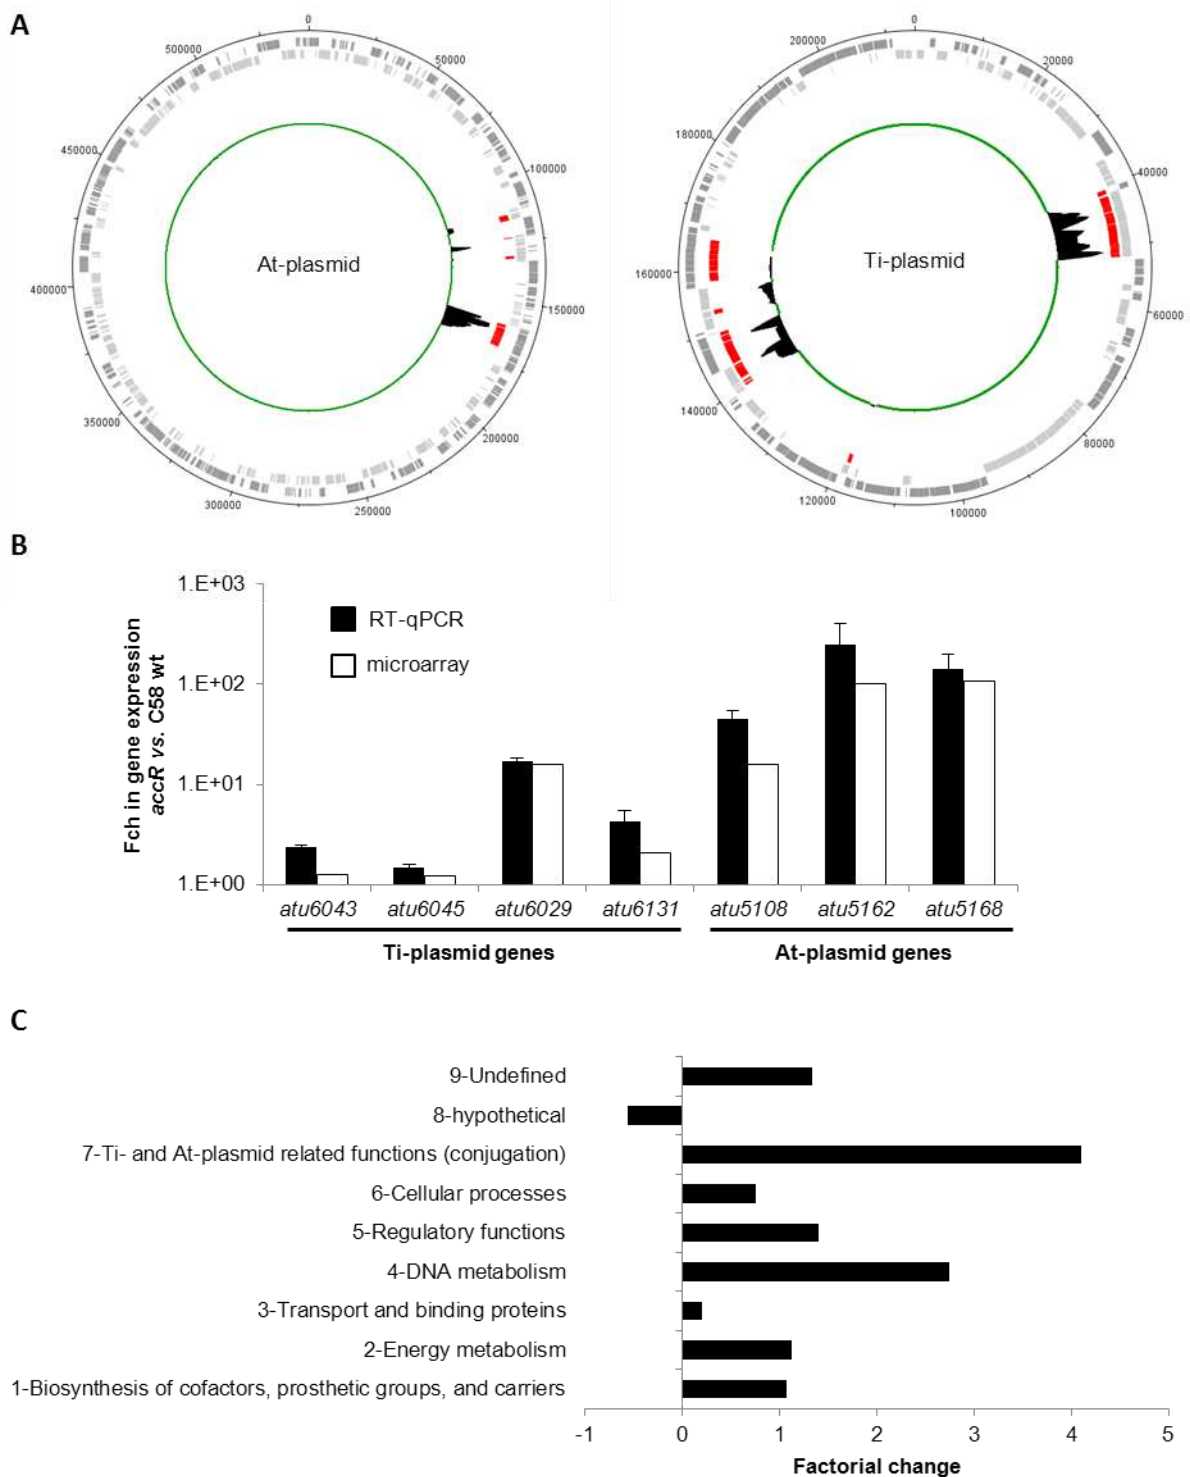 A
0
50000
100000
150000
200000
250000
300000
350000
400000
450000
500000
At-plasmid
0
20000
40000
60000
80000
100000
120000
140000
160000
180000
200000
Ti-plasmid
B
Fch in gene expression
accR vs. C58 wt
1.E+03
1.E+02
1.E+01
1.E+00
RT-qPCR
microarray
atu6043 atu6045 atu6029 atu6131 atu5108 atu5162 atu5168
Ti-plasmid genes At-plasmid genes
C
9-Undefined
8-hypothetical
7-Ti- and At-plasmid related functions (conjugation)
6-Cellular processes
5-Regulatory functions
4-DNA metabolism
3-Transport and binding proteins
2-Energy metabolism
1-Biosynthesis of cofactors, prosthetic groups, and carriers
-1 0 1 2 3 4 5
Factorial change